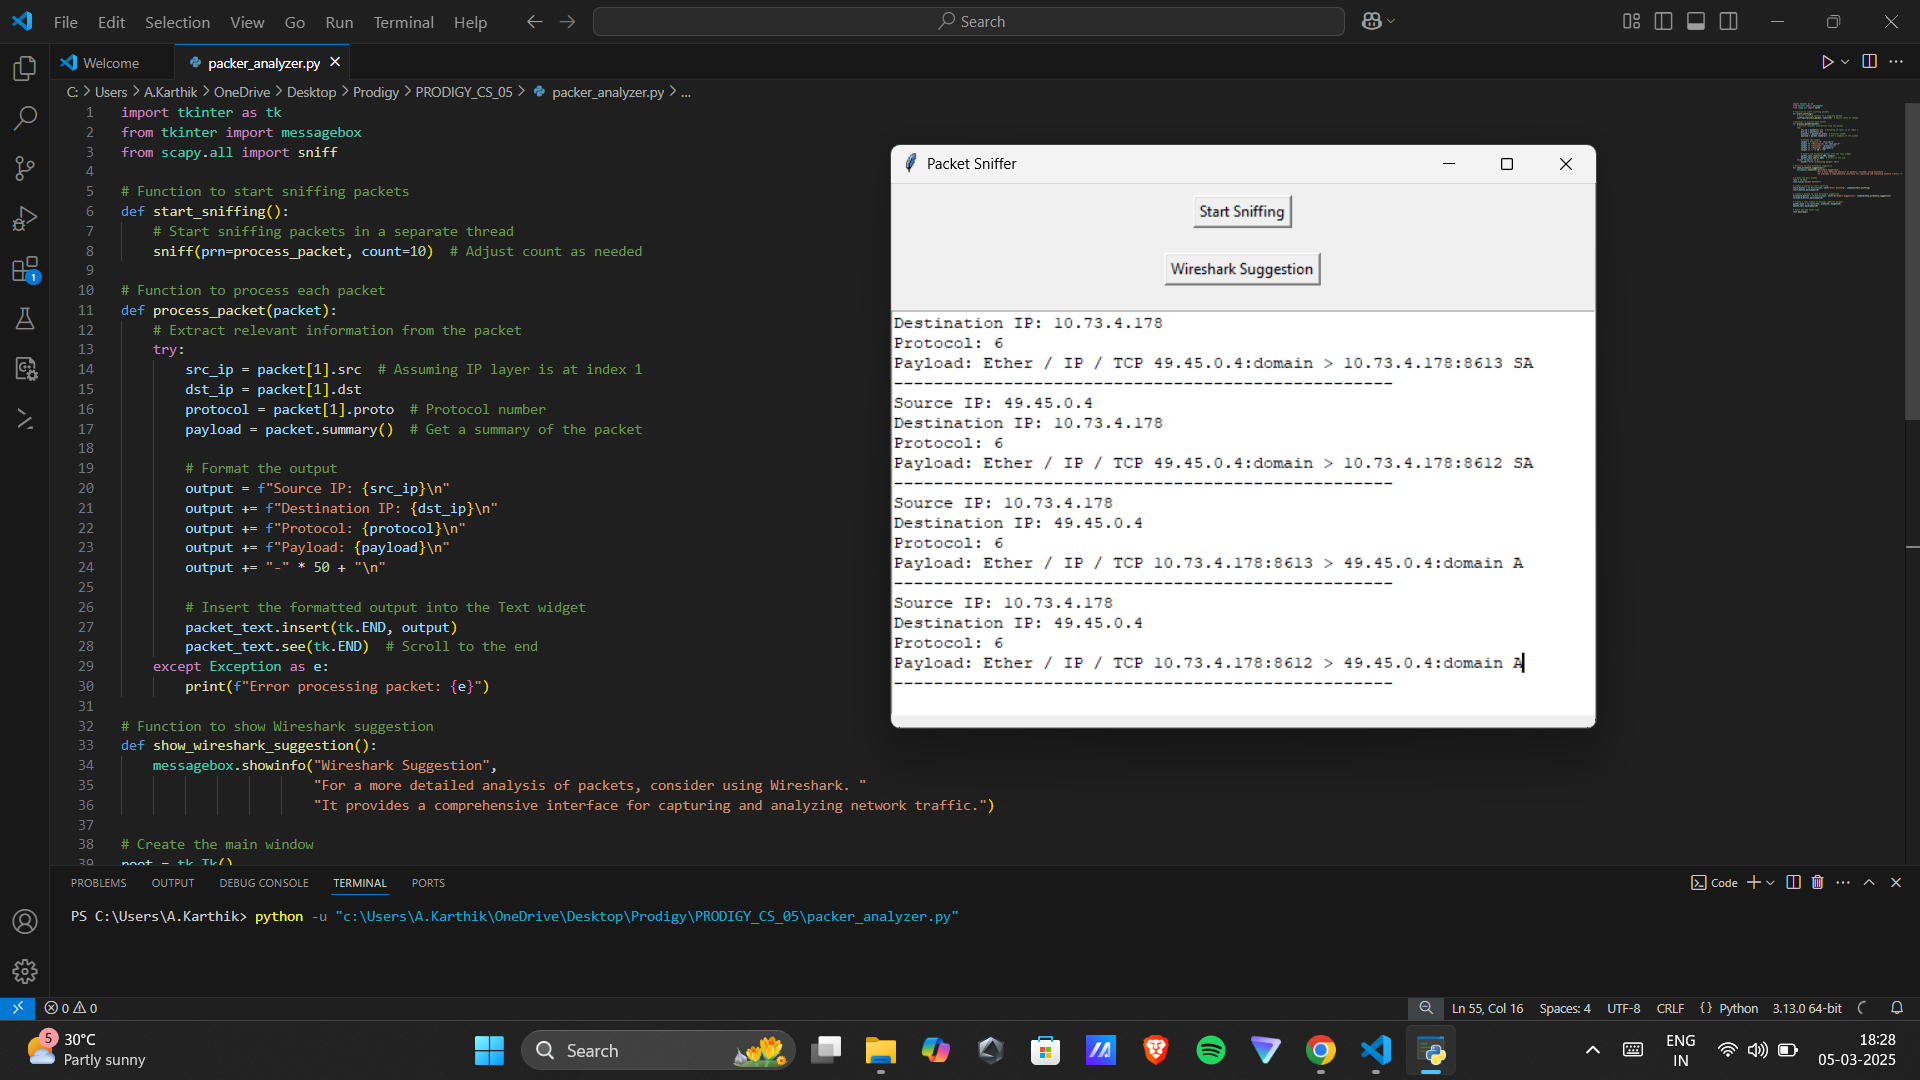 File Edit Selection View Go Run Terminal Help
Search
Welcome
packer_analyzer.py
C: > Users > A.Karthik > OneDrive > Desktop > Prodigy > PRODIGY_CS_05 > packer_analyzer.py > ...
1 import tkinter as tk
2 from tkinter import messagebox
3 from scapy.all import sniff
4
5 # Function to start sniffing packets
6 def start_sniffing():
7 # Start sniffing packets in a separate thread
8 sniff(prn=process_packet, count=10)  # Adjust count as needed
9
10 # Function to process each packet
11 def process_packet(packet):
12 # Extract relevant information from the packet
13 try:
14 src_ip = packet[1].src  # Assuming IP layer is at index 1
15 dst_ip = packet[1].dst
16 protocol = packet[1].proto  # Protocol number
17 payload = packet.summary()  # Get a summary of the packet
18
19 # Format the output
20 output = f"Source IP: {src_ip}\n"
21 output += f"Destination IP: {dst_ip}\n"
22 output += f"Protocol: {protocol}\n"
23 output += f"Payload: {payload}\n"
24 output += "-" * 50 + "\n"
25
26 # Insert the formatted output into the Text widget
27 packet_text.insert(tk.END, output)
28 packet_text.see(tk.END)  # Scroll to the end
29 except Exception as e:
30 print(f"Error processing packet: {e}")
31
32 # Function to show Wireshark suggestion
33 def show_wireshark_suggestion():
34 messagebox.showinfo("Wireshark Suggestion",
35 "For a more detailed analysis of packets, consider using Wireshark. "
36 "It provides a comprehensive interface for capturing and analyzing network traffic.")
37
38 # Create the main window
39 root = tk.Tk()
Packet Sniffer
Start Sniffing
Wireshark Suggestion
Destination IP: 10.73.4.178
Protocol: 6
Payload: Ether / IP / TCP 49.45.0.4:domain > 10.73.4.178:8613 SA
--------------------------------------------------
Source IP: 49.45.0.4
Destination IP: 10.73.4.178
Protocol: 6
Payload: Ether / IP / TCP 49.45.0.4:domain > 10.73.4.178:8612 SA
--------------------------------------------------
Source IP: 10.73.4.178
Destination IP: 49.45.0.4
Protocol: 6
Payload: Ether / IP / TCP 10.73.4.178:8613 > 49.45.0.4:domain A
--------------------------------------------------
Source IP: 10.73.4.178
Destination IP: 49.45.0.4
Protocol: 6
Payload: Ether / IP / TCP 10.73.4.178:8612 > 49.45.0.4:domain A
--------------------------------------------------
1
PROBLEMS OUTPUT DEBUG CONSOLE TERMINAL PORTS
Code
PS C:\Users\A.Karthik> python -u "c:\Users\A.Karthik\OneDrive\Desktop\Prodigy\PRODIGY_CS_05\packer_analyzer.py"
0 0
Ln 55, Col 16 Spaces: 4 UTF-8 CRLF {} Python 3.13.0 64-bit
5
30°C
Partly sunny
Search
ENG
IN
18:28
05-03-2025